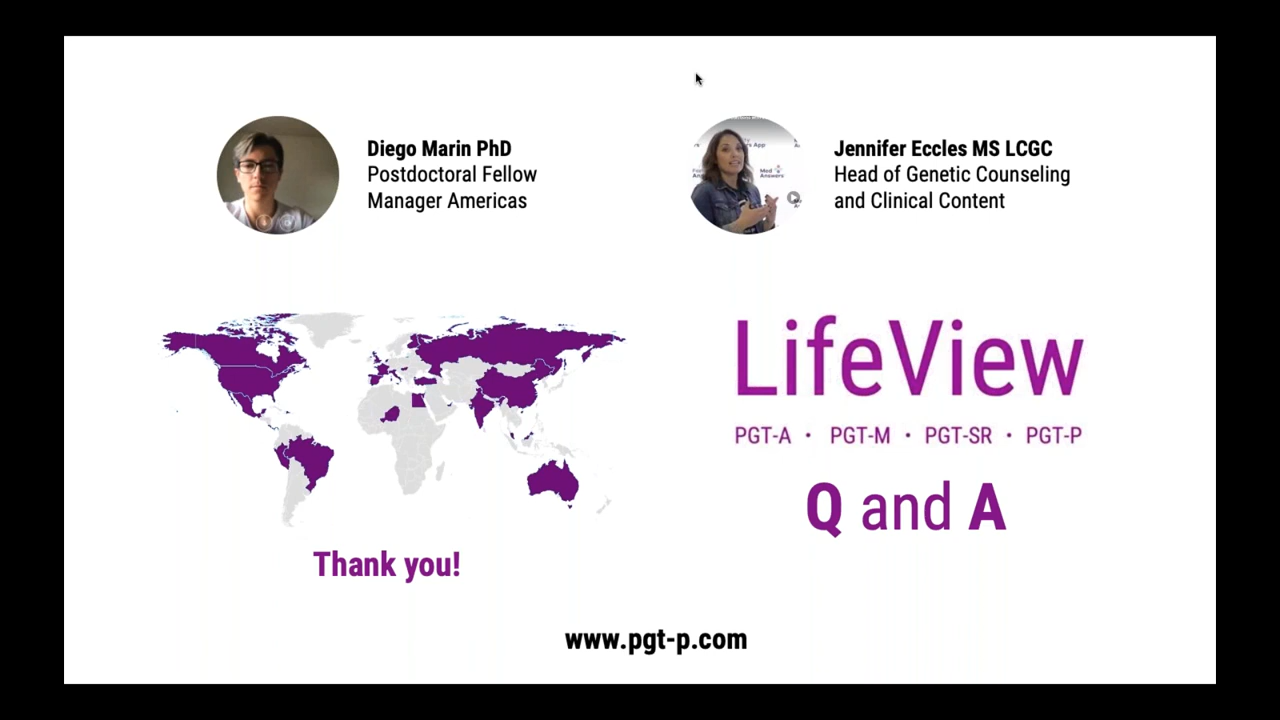 Diego Marin PhD
Postdoctoral Fellow
Manager Americas
Jennifer Eccles MS LCGC
Head of Genetic Counseling
and Clinical Content
LifeView
PGT-A • PGT-M • PGT-SR • PGT-P
Q and A
Thank you!
www.pgt-p.com